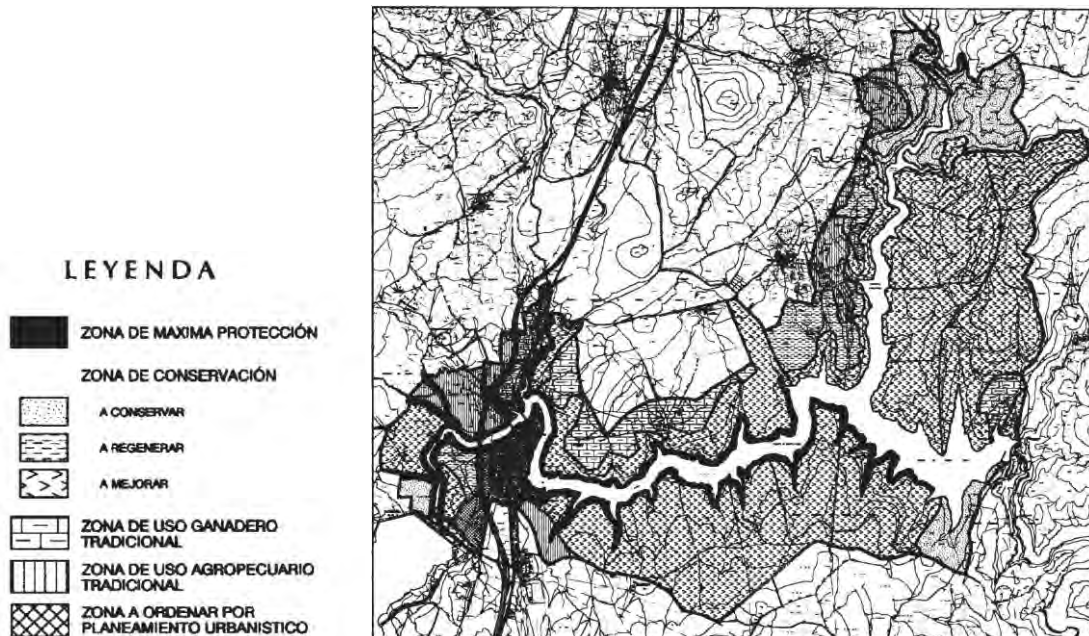 LEYENDA
ZONA DE MAXIMA PROTECCIÓN
ZONA DE CONSERVACIÓN
A CONSERVAR
A REGENERAR
A MEJORAR
ZONA DE USO GANADERO
TRADICIONAL
ZONA DE USO AGROPECUARIO
TRADICIONAL
ZONA A ORDENAR POR
PLANEAMIENTO URBANISTICO